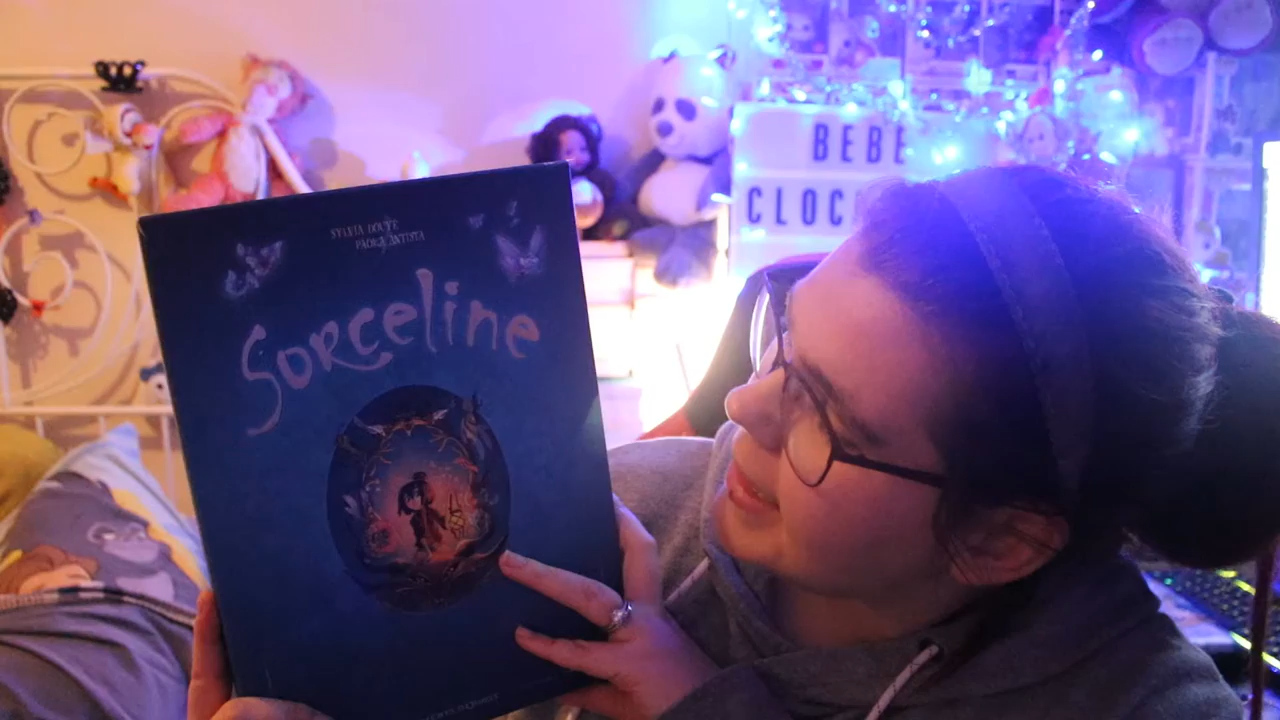 SYLVIA DOUYÉ
PAOLA ANTISTA
Sorceline
BEBE
CLOC